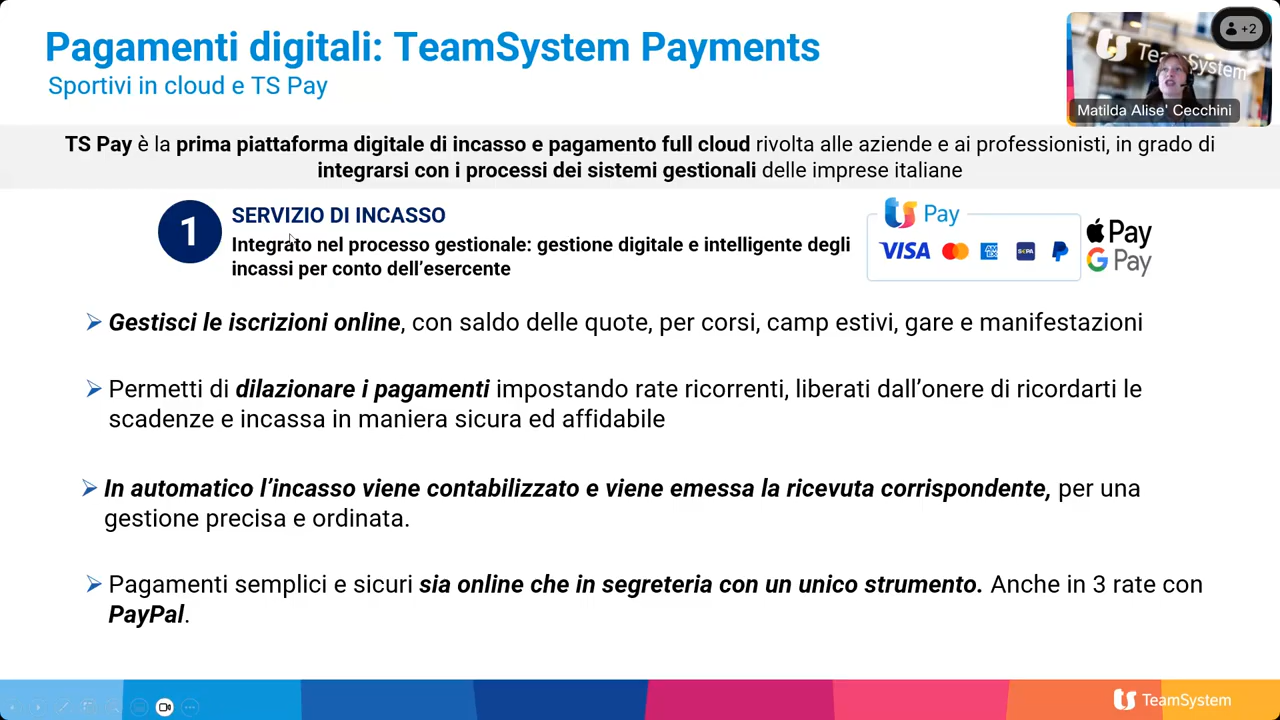 Pagamenti digitali: TeamSystem Payments
Sportivi in cloud e TS Pay
+2
TeamSystem
Matilda Alise' Cecchini
TS Pay è la prima piattaforma digitale di incasso e pagamento full cloud rivolta alle aziende e ai professionisti, in grado di
integrarsi con i processi dei sistemi gestionali delle imprese italiane
1
SERVIZIO DI INCASSO
Integrato nel processo gestionale: gestione digitale e intelligente degli
incassi per conto dell’esercente
Pay
VISA
AMEX
SEPA
Pay
G Pay
Gestisci le iscrizioni online, con saldo delle quote, per corsi, camp estivi, gare e manifestazioni
Permetti di dilazionare i pagamenti impostando rate ricorrenti, liberati dall’onere di ricordarti le
scadenze e incassa in maniera sicura ed affidabile
In automatico l’incasso viene contabilizzato e viene emessa la ricevuta corrispondente, per una
gestione precisa e ordinata.
Pagamenti semplici e sicuri sia online che in segreteria con un unico strumento. Anche in 3 rate con
PayPal.
TeamSystem